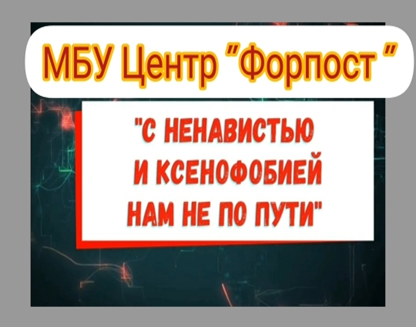 МБУ Центр "Форпост"
"С НЕНАВИСТЬЮ
И КСЕНОФОБИЕЙ
НАМ НЕ ПО ПУТИ"